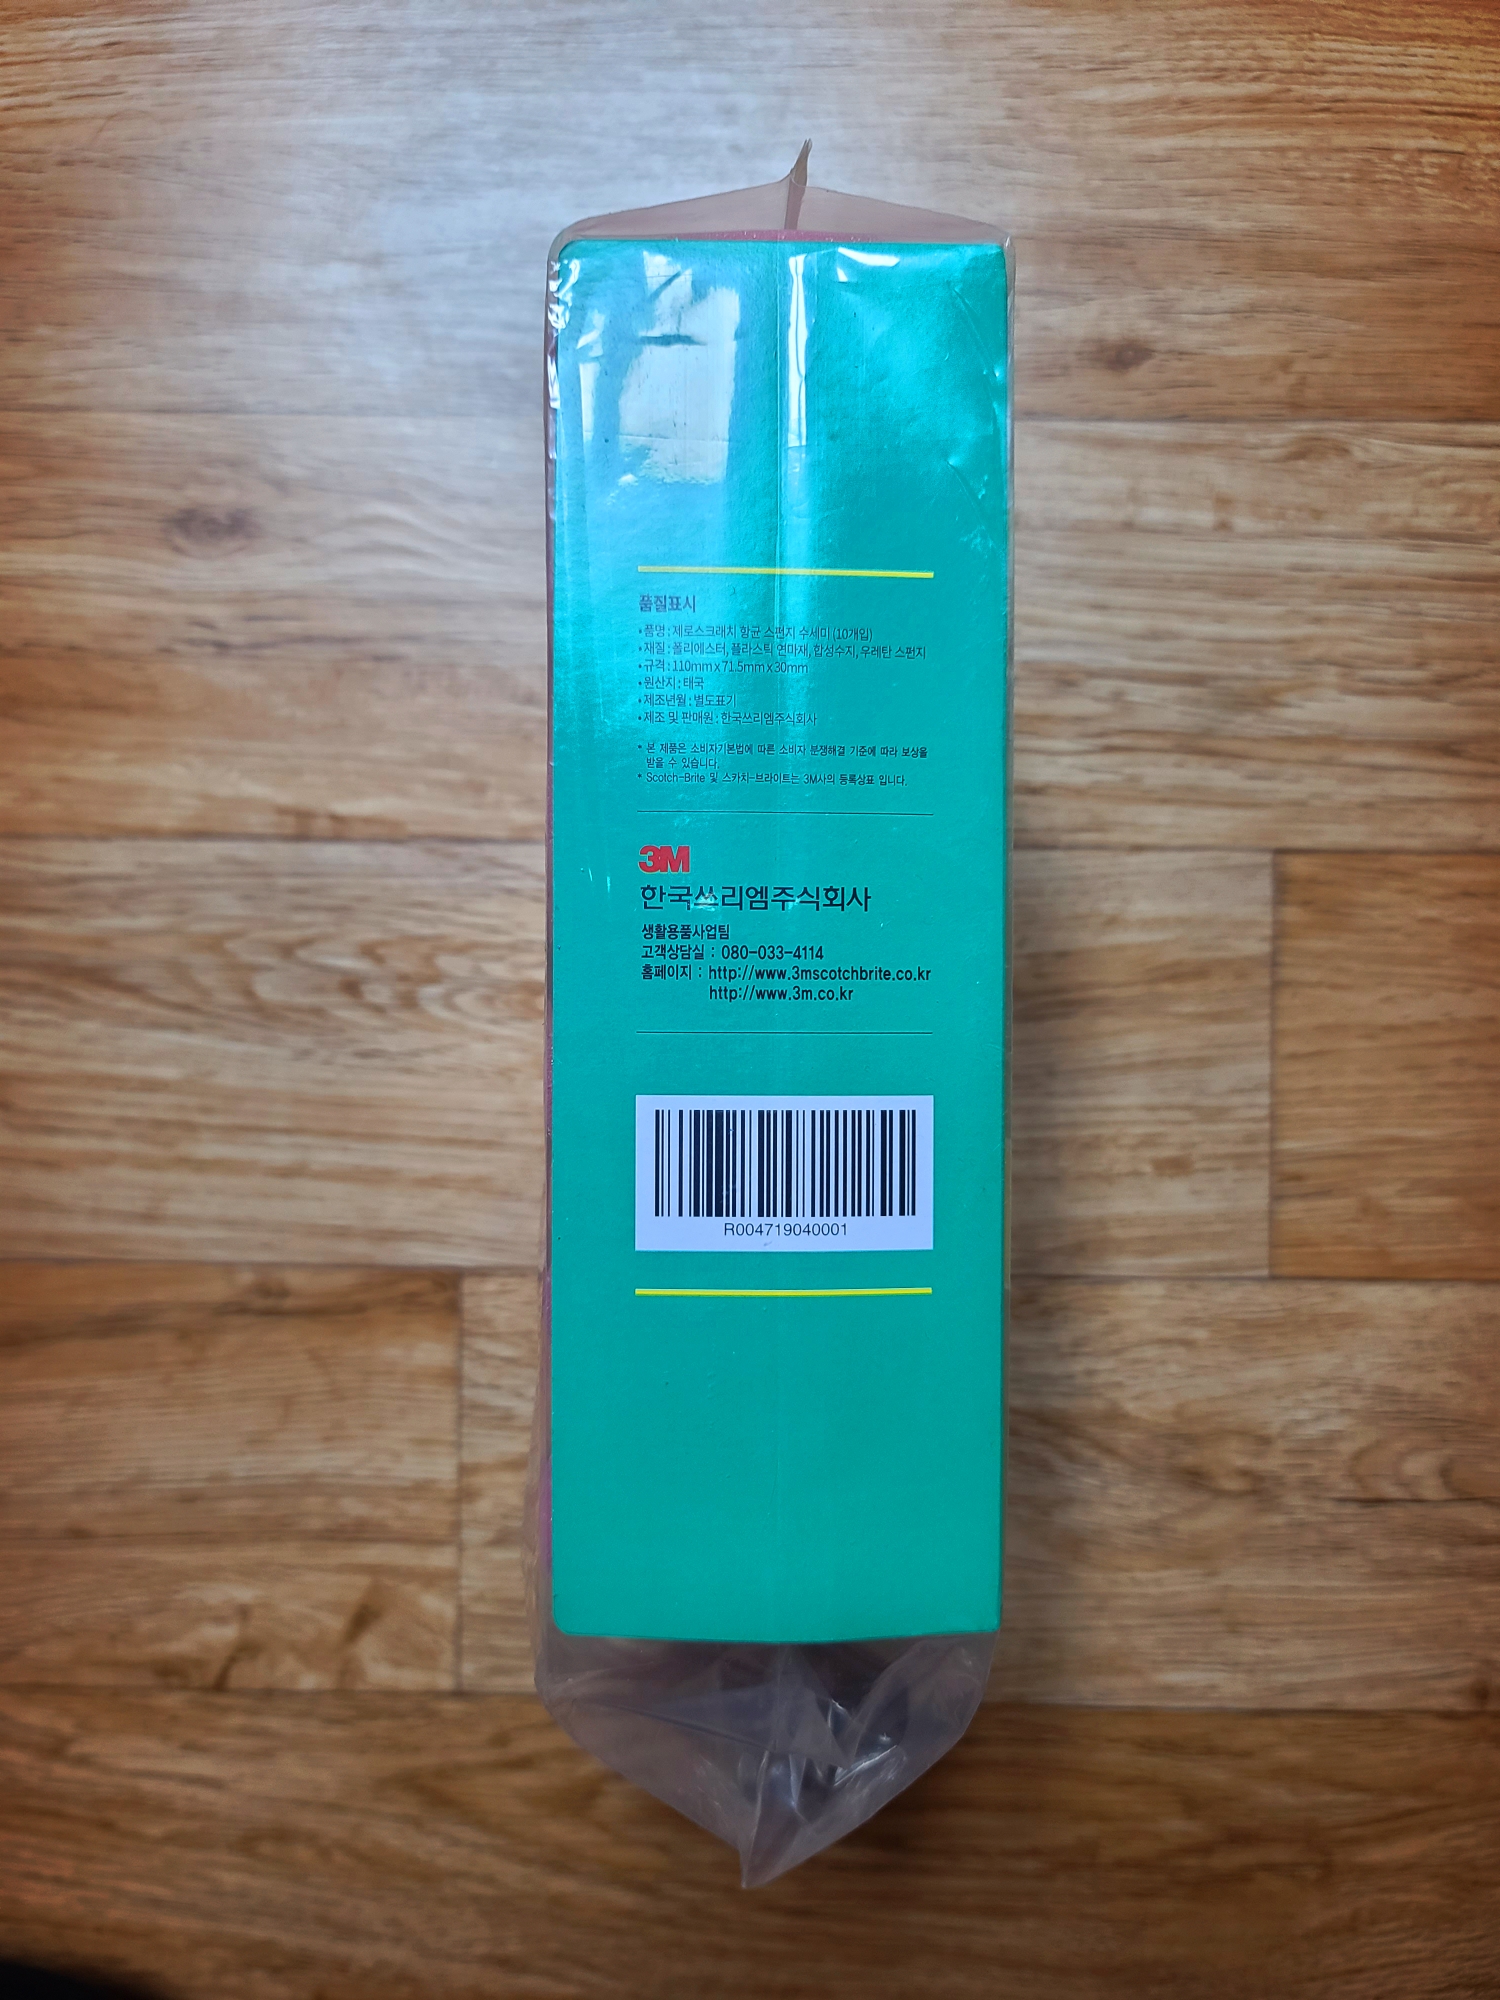 품질표시
•품명 : 제로스크래치 항균 스펀지 수세미 (10개입)
•재질 : 폴리에스터, 플라스틱 연마재, 합성수지, 우레탄 스펀지
•규격 : 110mm x 71.5mm x 30mm
•원산지 : 태국
•제조년월 : 별도표기
•제조 및 판매원 : 한국쓰리엠주식회사
* 본 제품은 소비자기본법에 따른 소비자 분쟁해결 기준에 따라 보상을
받을 수 있습니다.
* Scotch-Brite 및 스카치-브라이트는 3M사의 등록상표 입니다.
3M
한국쓰리엠주식회사
생활용품사업팀
고객상담실 : 080-033-4114
홈페이지 : http://www.3mscotchbrite.co.kr
http://www.3m.co.kr
R004719040001